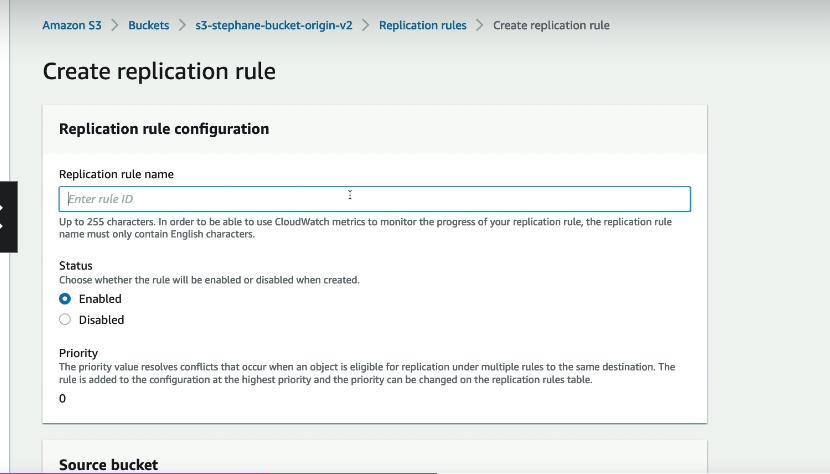 Amazon S3 > Buckets > s3-stephane-bucket-origin-v2 > Replication rules > Create replication rule
Create replication rule
Replication rule configuration
Replication rule name
Enter rule ID
Up to 255 characters. In order to be able to use CloudWatch metrics to monitor the progress of your replication rule, the replication rule
name must only contain English characters.
Status
Choose whether the rule will be enabled or disabled when created.
Enabled
Disabled
Priority
The priority value resolves conflicts that occur when an object is eligible for replication under multiple rules to the same destination. The
rule is added to the configuration at the highest priority and the priority can be changed on the replication rules table.
0
Source bucket